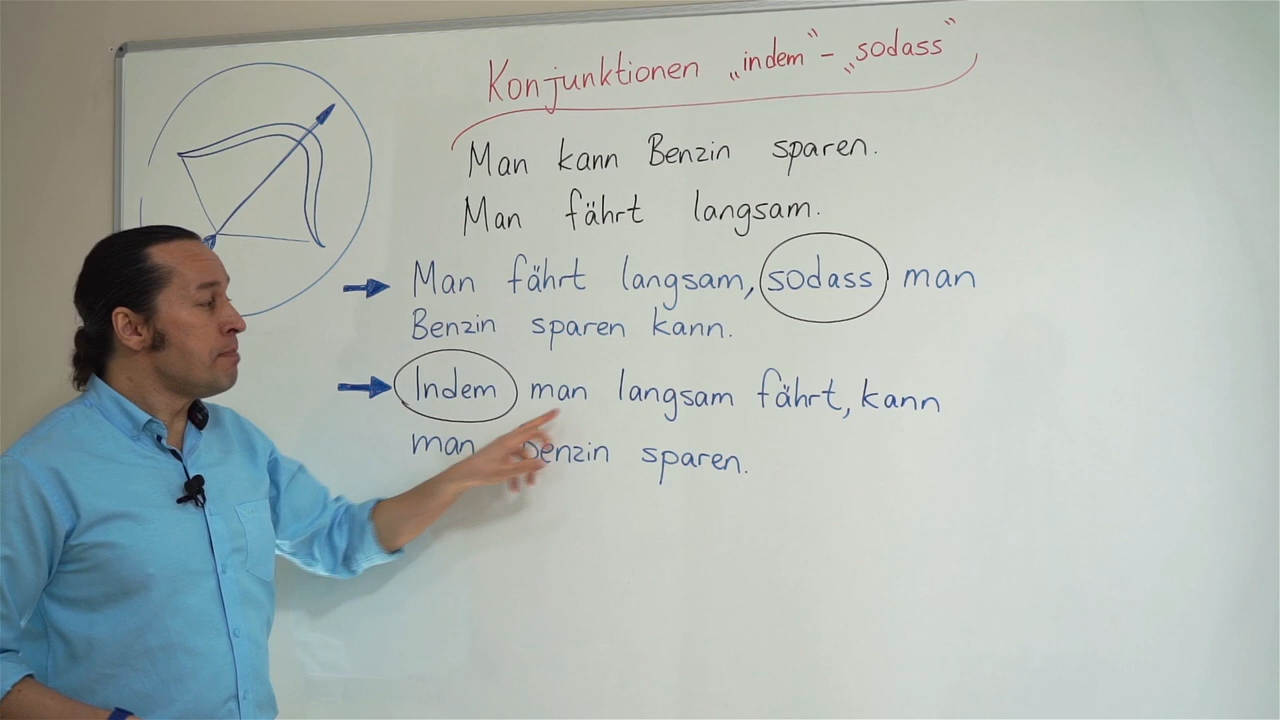 Konjunktionen „indem“ - „sodass“
Man kann Benzin sparen.
Man fährt langsam.
Man fährt langsam, sodass man
Benzin sparen kann.
Indem man langsam fährt, kann
man Benzin sparen.